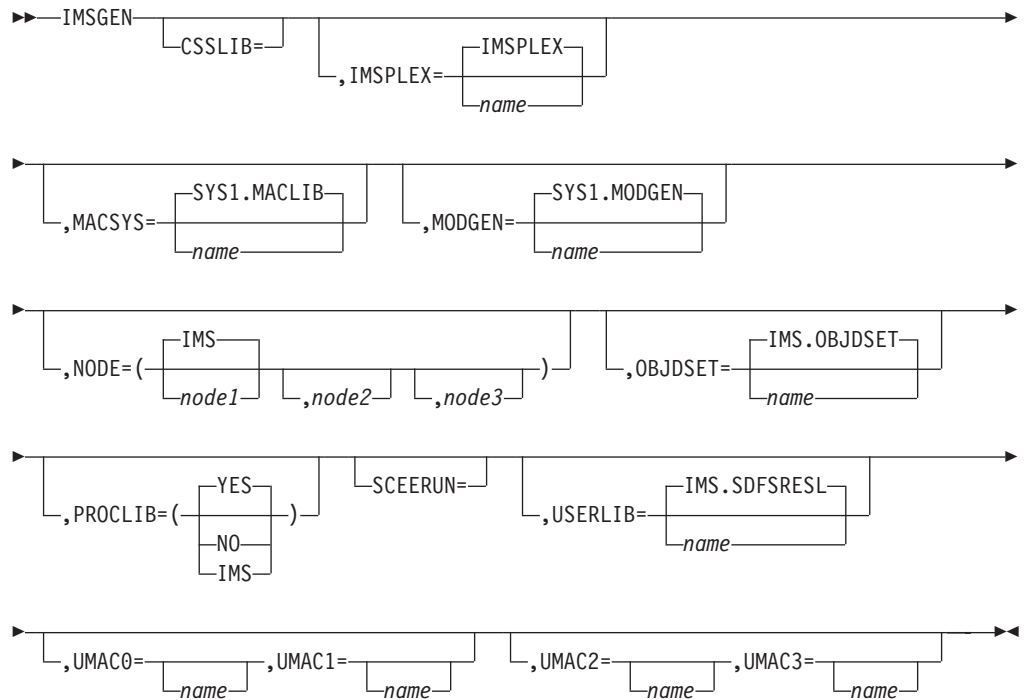 IMSGEN CSSLIB= ,IMSPLEX= IMSPLEX
name
,MACSYS= SYS1.MACLIB
name
,MODGEN= SYS1.MODGEN
name
,NODE=( IMS
node1 ,node2 ,node3 )
,OBJDSET= IMS.OBJDSET
name
,PROCLIB=( YES
NO
IMS )
SCEERUN=
,USERLIB= IMS.SDFSRESL
name
,UMAC0= name ,UMAC1= name ,UMAC2= name ,UMAC3= name